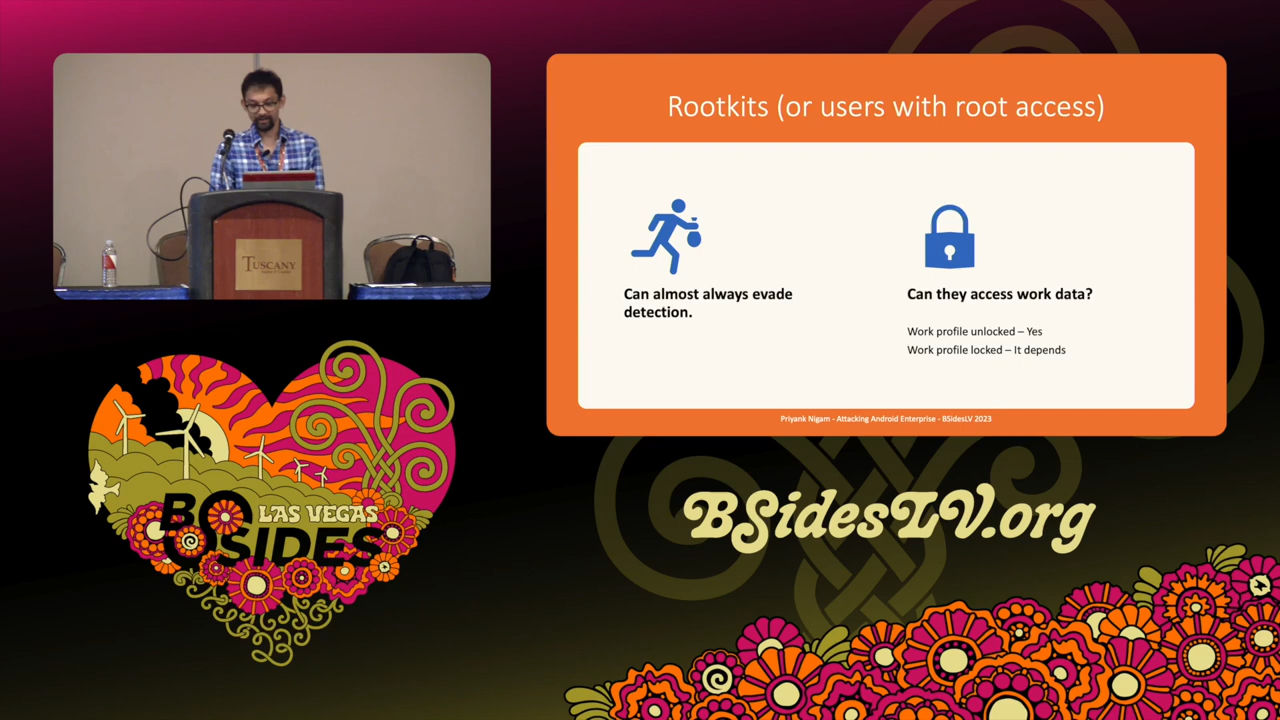 Rootkits (or users with root access)
Can almost always evade
detection.
Can they access work data?
Work profile unlocked – Yes
Work profile locked – It depends
Priyank Nigam - Attacking Android Enterprise - BSidesLV 2023
TUSCANY
BSidesLV.org
LAS VEGAS
BSIDES
23